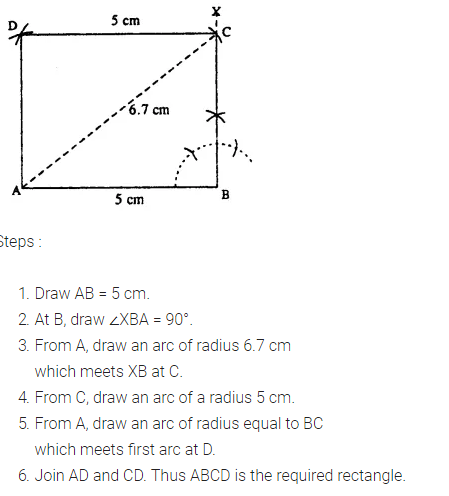 X
D
5 cm
C
6.7 cm
A
5 cm
B
Steps :
1. Draw AB = 5 cm.
2. At B, draw ∠XBA = 90°.
3. From A, draw an arc of radius 6.7 cm
which meets XB at C.
4. From C, draw an arc of a radius 5 cm.
5. From A, draw an arc of radius equal to BC
which meets first arc at D.
6. Join AD and CD. Thus ABCD is the required rectangle.